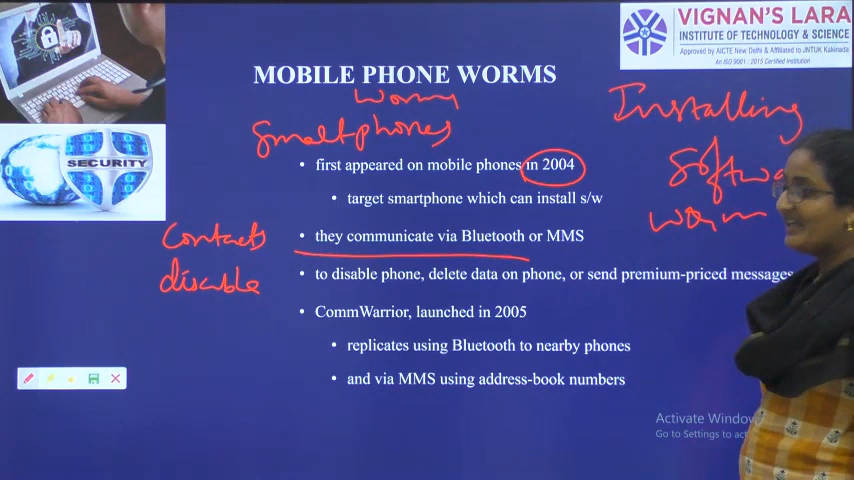 VIGNAN'S LARA
INSTITUTE OF TECHNOLOGY & SCIENCE
Approved by AICTE New Delhi & Affiliated to JNTUK Kakinada
An ISO 9001 : 2015 Certified Institution
SECURITY
MOBILE PHONE WORMS
worms
Smartphones
Installing
Softwa
worm
• first appeared on mobile phones in 2004
• target smartphone which can install s/w
Contacts
• they communicate via Bluetooth or MMS
disable
• to disable phone, delete data on phone, or send premium-priced messages
• CommWarrior, launched in 2005
• replicates using Bluetooth to nearby phones
• and via MMS using address-book numbers
Activate Window
Go to Settings to act